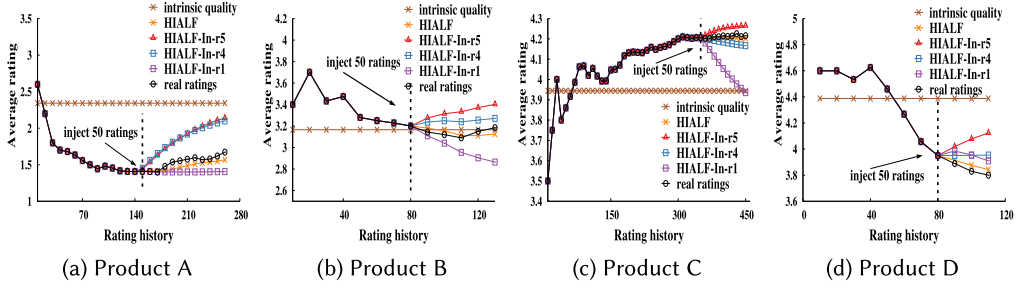 Average rating
3.5
3
2.5
2
1.5
1
70
140
210
280
Rating history
intrinsic quality
HIALF
HIALF-In-r5
HIALF-In-r4
HIALF-In-r1
real ratings
inject 50 ratings
(a) Product A
Average rating
4.2
4
3.8
3.6
3.4
3.2
3
2.8
2.6
40
80
120
Rating history
intrinsic quality
HIALF
HIALF-In-r5
HIALF-In-r4
HIALF-In-r1
real ratings
inject 50 ratings
(b) Product B
Average rating
4.3
4.2
4.1
4
3.9
3.8
3.7
3.6
3.5
3.4
150
300
450
Rating history
inject 50 ratings
intrinsic quality
HIALF
HIALF-In-r5
HIALF-In-r4
HIALF-In-r1
real ratings
(c) Product C
Average rating
5
4.8
4.6
4.4
4.2
4
3.8
3.6
0
40
80
120
Rating history
intrinsic quality
HIALF
HIALF-In-r5
HIALF-In-r4
HIALF-In-r1
real ratings
inject 50 ratings
(d) Product D